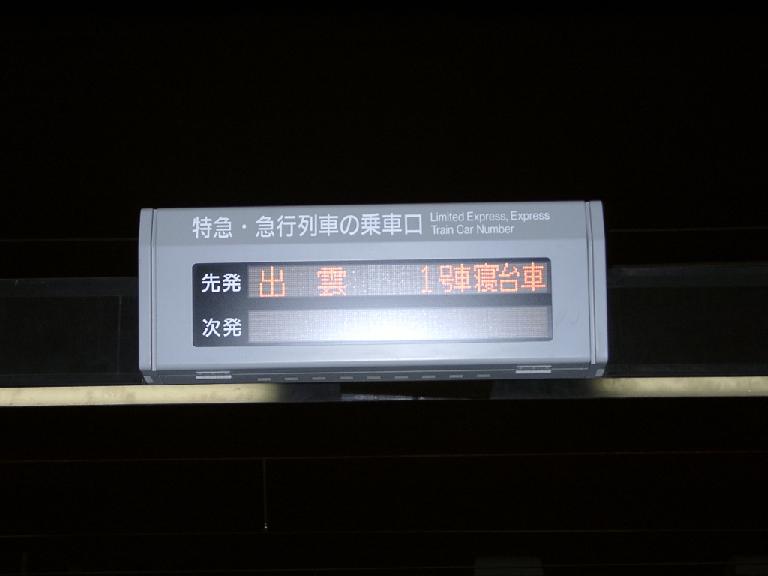 特急・急行列車の乗車口
Limited Express, Express
Train Car Number
先発 出雲 1号車寝台車
次発